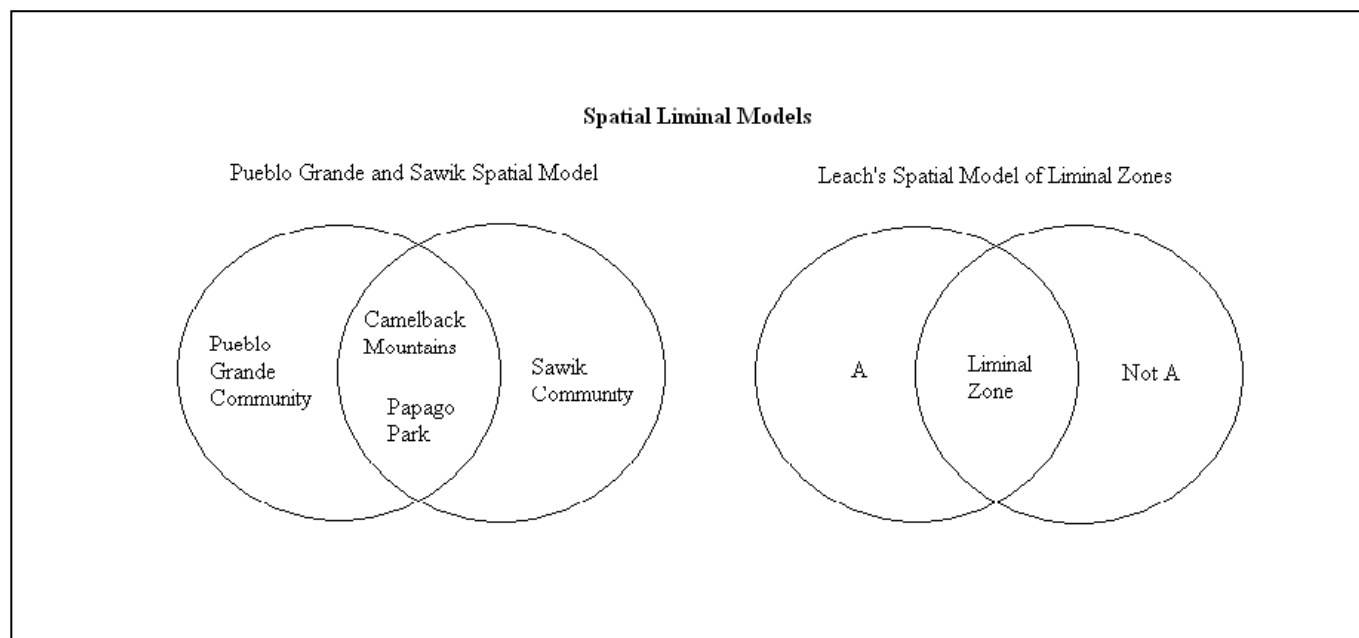 Spatial Liminal Models
Pueblo Grande and Sawik Spatial Model
Pueblo
Grande
Community
Camelback
Mountains
Papago
Park
Sawik
Community
Leach's Spatial Model of Liminal Zones
A
Liminal
Zone
Not A